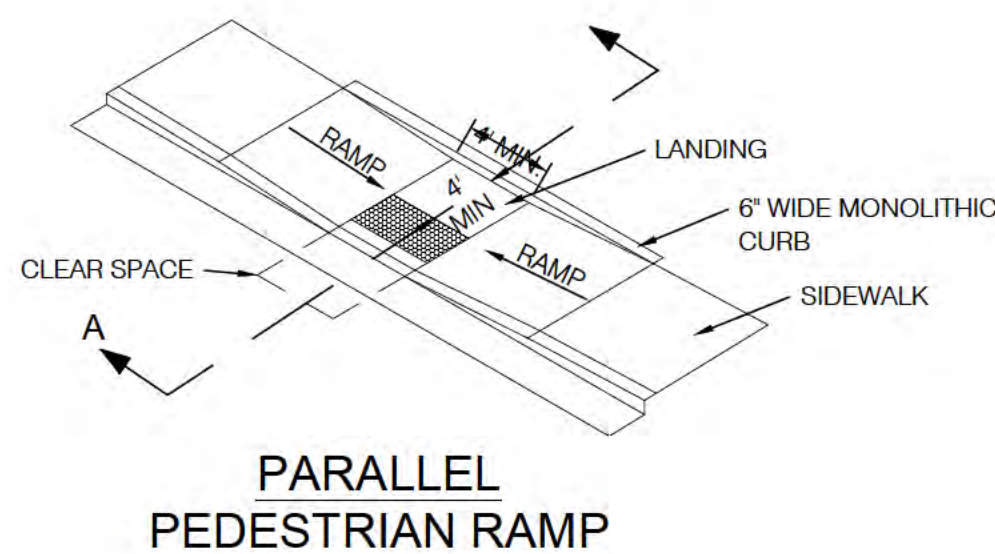 RAMP
4' MIN.
LANDING
4'
MIN
6" WIDE MONOLITHIC
CURB
RAMP
CLEAR SPACE
SIDEWALK
A
PARALLEL
PEDESTRIAN RAMP